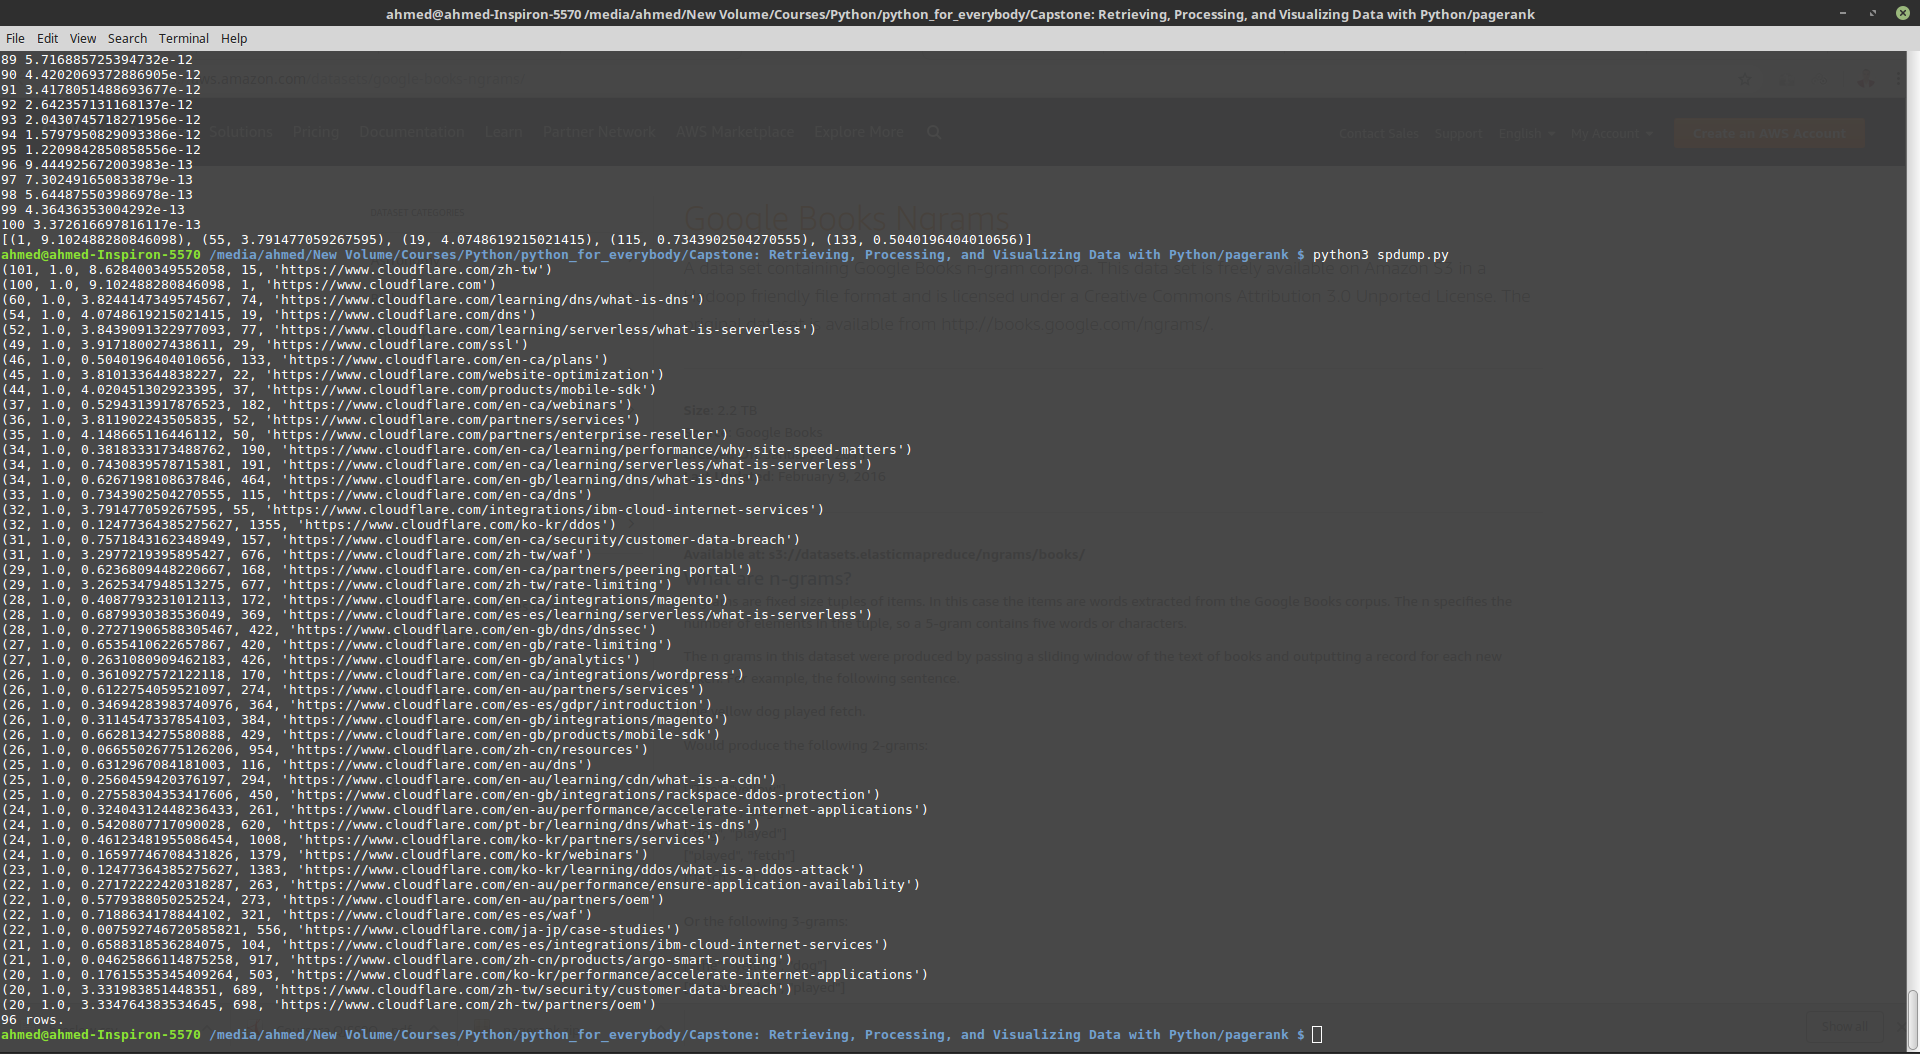 ahmed@ahmed-Inspiron-5570 /media/ahmed/New Volume/Courses/Python/python_for_everybody/Capstone: Retrieving, Processing, and Visualizing Data with Python/pagerank
File Edit View Search Terminal Help
89 5.716885725394732e-12
90 4.4202069372886905e-12
91 3.4178051488693677e-12
92 2.642357131168137e-12
93 2.0430745718271956e-12
94 1.5797950829093386e-12
95 1.2209842850858556e-12
96 9.444925672003983e-13
97 7.302491650833879e-13
98 5.644875503986978e-13
99 4.36436353004292e-13
100 3.3726166978161​17e-13
[(1, 9.102488280846098), (55, 3.791477059267595), (19, 4.0748619215021415), (115, 0.7343902504270555), (133, 0.5040196404010656)]
ahmed@ahmed-Inspiron-5570 /media/ahmed/New Volume/Courses/Python/python_for_everybody/Capstone: Retrieving, Processing, and Visualizing Data with Python/pagerank $ python3 spdump.py
(101, 1.0, 8.628400349552058, 15, 'https://www.cloudflare.com/zh-tw')
(100, 1.0, 9.102488280846098, 1, 'https://www.cloudflare.com')
(60, 1.0, 3.8244147349574567, 74, 'https://www.cloudflare.com/learning/dns/what-is-dns')
(54, 1.0, 4.0748619215021415, 19, 'https://www.cloudflare.com/dns')
(52, 1.0, 3.84390913229770​93, 77, 'https://www.cloudflare.com/learning/serverless/what-is-serverless')
(49, 1.0, 3.917180027438611, 29, 'https://www.cloudflare.com/ssl')
(46, 1.0, 0.5040196404010656, 133, 'https://www.cloudflare.com/en-ca/plans')
(45, 1.0, 3.810133644838227, 22, 'https://www.cloudflare.com/website-optimization')
(44, 1.0, 4.020451302923395, 37, 'https://www.cloudflare.com/products/mobile-sdk')
(37, 1.0, 0.5294313917876523, 182, 'https://www.cloudflare.com/en-ca/webinars')
(36, 1.0, 3.811902243505835, 52, 'https://www.cloudflare.com/partners/services')
(35, 1.0, 4.148665116446112, 50, 'https://www.cloudflare.com/partners/enterprise-reseller')
(34, 1.0, 0.3818333173488762, 190, 'https://www.cloudflare.com/en-ca/learning/performance/why-site-speed-matters')
(34, 1.0, 0.7430839578715381, 191, 'https://www.cloudflare.com/en-ca/learning/serverless/what-is-serverless')
(34, 1.0, 0.6267198108637846, 464, 'https://www.cloudflare.com/en-gb/learning/dns/what-is-dns')
(33, 1.0, 0.7343902504270555, 115, 'https://www.cloudflare.com/en-ca/dns')
(32, 1.0, 3.791477059267595, 55, 'https://www.cloudflare.com/integrations/ibm-cloud-internet-services')
(32, 1.0, 0.12477364385275627, 1355, 'https://www.cloudflare.com/ko-kr/ddos')
(31, 1.0, 0.7571843162348949, 157, 'https://www.cloudflare.com/en-ca/security/customer-data-breach')
(31, 1.0, 3.2977219395895427, 676, 'https://www.cloudflare.com/zh-tw/waf')
(29, 1.0, 0.6236809448220667, 168, 'https://www.cloudflare.com/en-ca/partners/peering-portal')
(29, 1.0, 3.2625347948513275, 677, 'https://www.cloudflare.com/zh-tw/rate-limiting')
(28, 1.0, 0.4087793231012113, 172, 'https://www.cloudflare.com/en-ca/integrations/magento')
(28, 1.0, 0.6879930383536049, 369, 'https://www.cloudflare.com/es-es/learning/serverless/what-is-serverless')
(28, 1.0, 0.27271906588305467, 422, 'https://www.cloudflare.com/en-gb/dns/dnssec')
(27, 1.0, 0.6535410622657867, 420, 'https://www.cloudflare.com/en-gb/rate-limiting')
(27, 1.0, 0.2631080909462183, 426, 'https://www.cloudflare.com/en-gb/analytics')
(26, 1.0, 0.3610927572122118, 170, 'https://www.cloudflare.com/en-ca/integrations/wordpress')
(26, 1.0, 0.6122754059521097, 274, 'https://www.cloudflare.com/en-au/partners/services')
(26, 1.0, 0.34694283983740976, 364, 'https://www.cloudflare.com/es-es/gdpr/introduction')
(26, 1.0, 0.3114547337854103, 384, 'https://www.cloudflare.com/en-gb/integrations/magento')
(26, 1.0, 0.6628134275580888, 429, 'https://www.cloudflare.com/en-gb/products/mobile-sdk')
(26, 1.0, 0.06655026775126206, 954, 'https://www.cloudflare.com/zh-cn/resources')
(25, 1.0, 0.6312967084181003, 116, 'https://www.cloudflare.com/en-au/dns')
(25, 1.0, 0.2560459420376197, 294, 'https://www.cloudflare.com/en-au/learning/cdn/what-is-a-cdn')
(25, 1.0, 0.27558304353417606, 450, 'https://www.cloudflare.com/en-gb/integrations/rackspace-ddos-protection')
(24, 1.0, 0.32404312448236433, 261, 'https://www.cloudflare.com/en-au/performance/accelerate-internet-applications')
(24, 1.0, 0.5420807717090028, 620, 'https://www.cloudflare.com/pt-br/learning/dns/what-is-dns')
(24, 1.0, 0.46123481955086454, 1008, 'https://www.cloudflare.com/ko-kr/partners/services')
(24, 1.0, 0.16597746708431826, 1379, 'https://www.cloudflare.com/ko-kr/webinars')
(23, 1.0, 0.12477364385275627, 1383, 'https://www.cloudflare.com/ko-kr/learning/ddos/what-is-a-ddos-attack')
(22, 1.0, 0.27172222420318287, 263, 'https://www.cloudflare.com/en-au/performance/ensure-application-availability')
(22, 1.0, 0.5779388050252524, 273, 'https://www.cloudflare.com/en-au/partners/oem')
(22, 1.0, 0.7188634178844102, 321, 'https://www.cloudflare.com/es-es/waf')
(22, 1.0, 0.007592746720585821, 556, 'https://www.cloudflare.com/ja-jp/case-studies')
(21, 1.0, 0.6588318536284075, 104, 'https://www.cloudflare.com/es-es/integrations/ibm-cloud-internet-services')
(21, 1.0, 0.04625866114875258, 917, 'https://www.cloudflare.com/zh-cn/products/argo-smart-routing')
(20, 1.0, 0.17615535345409264, 503, 'https://www.cloudflare.com/ko-kr/performance/accelerate-internet-applications')
(20, 1.0, 3.331983851448351, 689, 'https://www.cloudflare.com/zh-tw/security/customer-data-breach')
(20, 1.0, 3.334764383534645, 698, 'https://www.cloudflare.com/zh-tw/partners/oem')
96 rows.
ahmed@ahmed-Inspiron-5570 /media/ahmed/New Volume/Courses/Python/python_for_everybody/Capstone: Retrieving, Processing, and Visualizing Data with Python/pagerank $